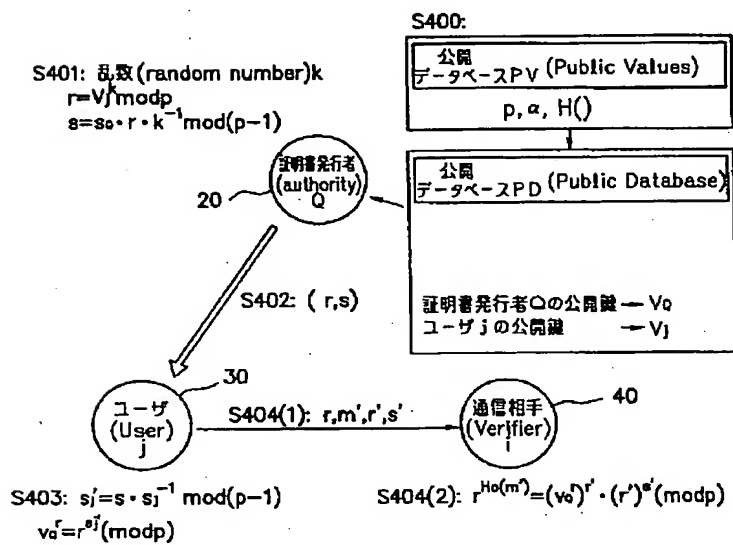 S400:
公開
データベースPV (Public Values)
p, α, H()
公開
データベースPD (Public Database)
証明書発行者Qの公開鍵 → VQ
ユーザjの公開鍵 → Vj
S401: 乱数(random number)k
r=Vj^k modp
s=sQ・r・k^-1 mod(p-1)
証明書発行者
(authority)
Q
20
S402: (r,s)
30
ユーザ
(User)
j
S404(1): r,m',r',s'
40
通信相手
(Verifier)
i
S403: sj'=s・sj^-1 mod(p-1)
vQ^r=r^sj'(modp)
S404(2): r^HQ(m')=(vQ^r)^r'・(r')^s'(modp)